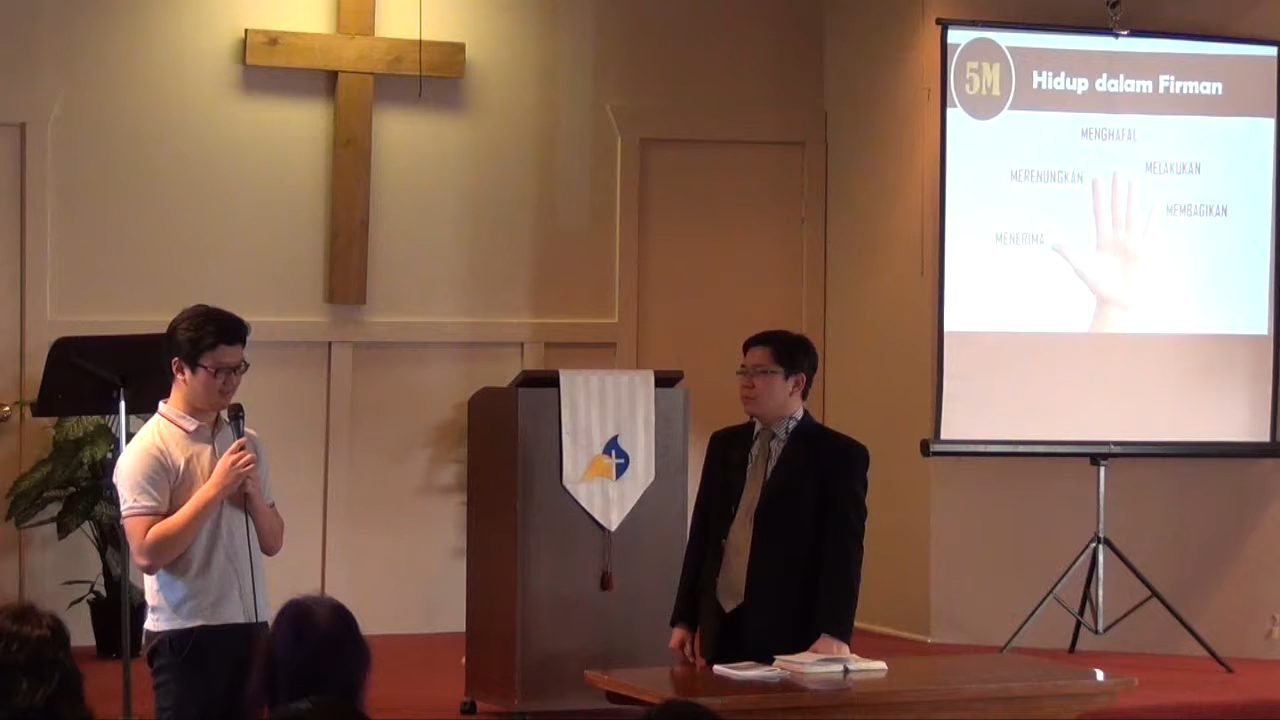 5M
Hidup dalam Firman
MENGHAFAL
MERENUNGKAN
MELAKUKAN
MEMBAGIKAN
MENERIMA